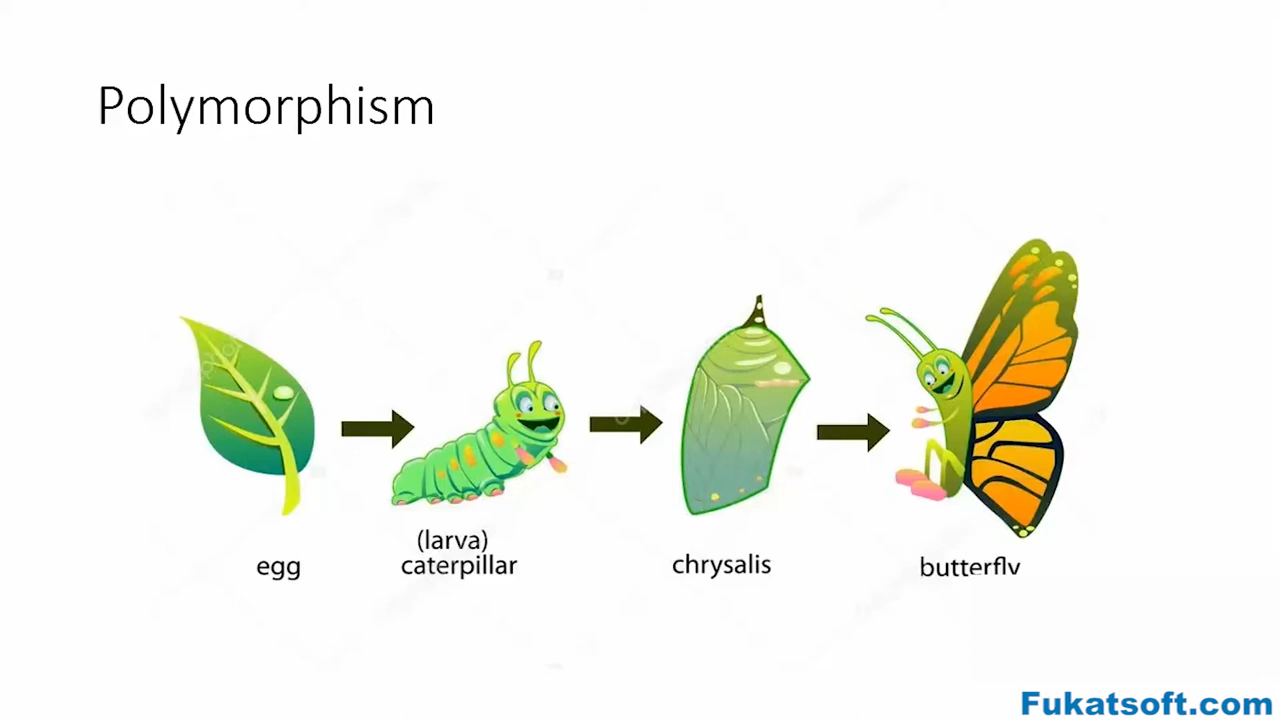 Polymorphism
egg
(larva)
caterpillar
chrysalis
butterfly
Fukatsoft.com